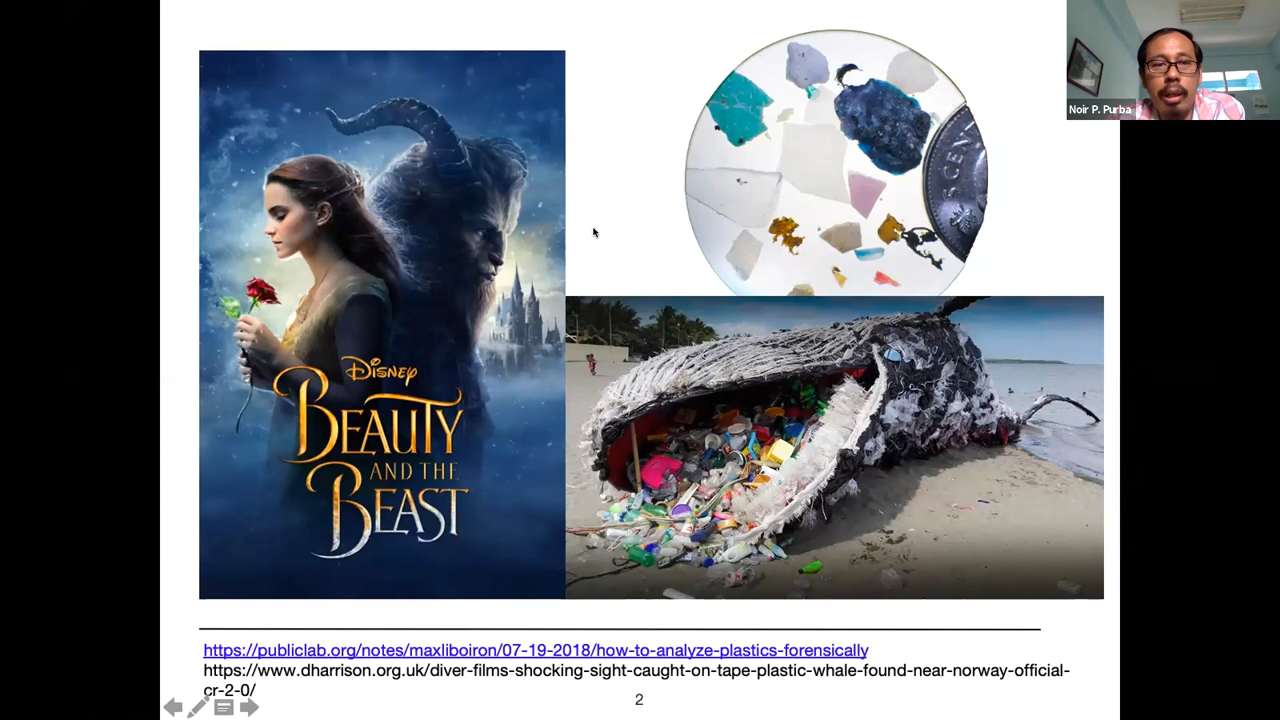 Noir P. Purba
5 CEN
DISNEY
BEAUTY
AND THE
BEAST
https://publiclab.org/notes/maxliboiron/07-19-2018/how-to-analyze-plastics-forensically
https://www.dharrison.org.uk/diver-films-shocking-sight-caught-on-tape-plastic-whale-found-near-norway-official-
cr-2-0/
2